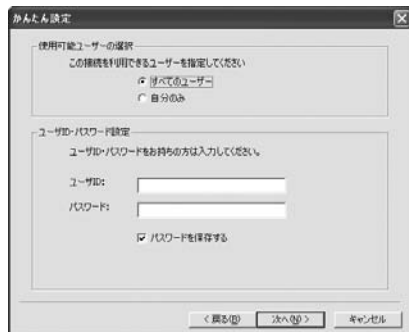 かんたん設定
使用可能ユーザーの選択
この接続を利用できるユーザーを指定してください
すべてのユーザー
自分のみ
ユーザID・パスワード設定
ユーザID・パスワードをお持ちの方は入力してください。
ユーザID:
パスワード:
パスワードを保存する
< 戻る(B) 次へ(N) > キャンセル